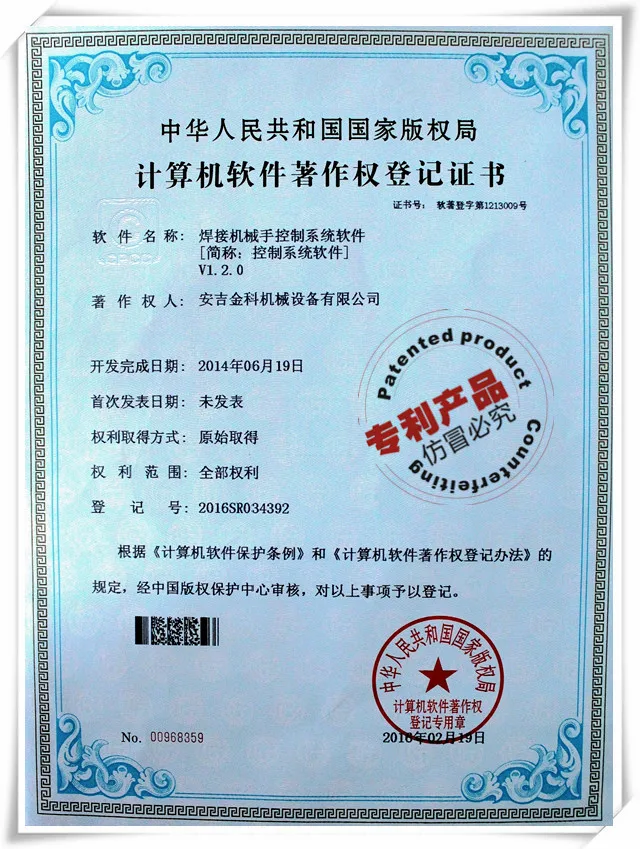 中华人民共和国国家版权局
计算机软件著作权登记证书
证书号： 软著登字第1213009号
CPCC
软件名称： 焊接机械手控制系统软件
[简称：控制系统软件]
V1.2.0
著作权人： 安吉金科机械设备有限公司
Patented product
专利产品
仿冒必究
Counterfeiting
开发完成日期： 2014年06月19日
首次发表日期： 未发表
权利取得方式： 原始取得
权利范围： 全部权利
登记号： 2016SR034392
根据《计算机软件保护条例》和《计算机软件著作权登记办法》的
规定，经中国版权保护中心审核，对以上事项予以登记。
中华人民共和国国家版权局
计算机软件著作权
登记专用章
No. 00968359
2016年02月19日